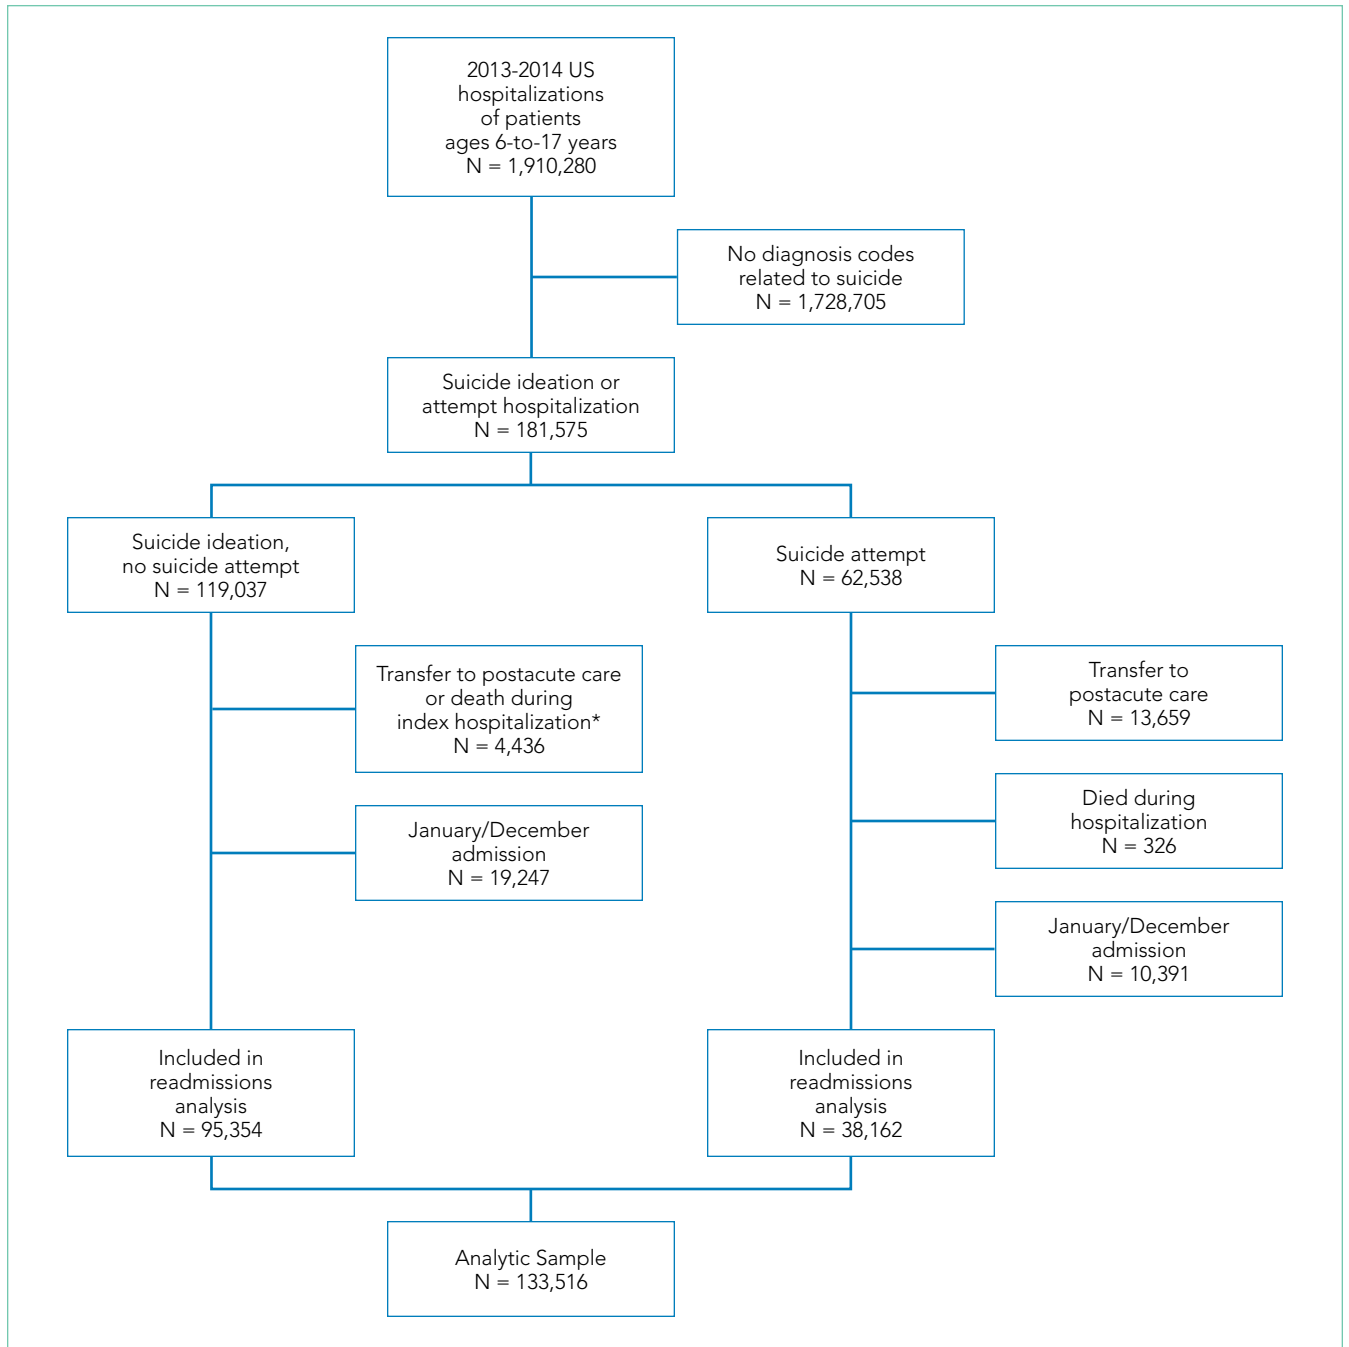 2013-2014 US
hospitalizations
of patients
ages 6-to-17 years
N = 1,910,280
No diagnosis codes
related to suicide
N = 1,728,705
Suicide ideation or
attempt hospitalization
N = 181,575
Suicide ideation,
no suicide attempt
N = 119,037
Suicide attempt
N = 62,538
Transfer to postacute care
or death during
index hospitalization*
N = 4,436
January/December
admission
N = 19,247
Transfer to
postacute care
N = 13,659
Died during
hospitalization
N = 326
January/December
admission
N = 10,391
Included in
readmissions
analysis
N = 95,354
Included in
readmissions
analysis
N = 38,162
Analytic Sample
N = 133,516